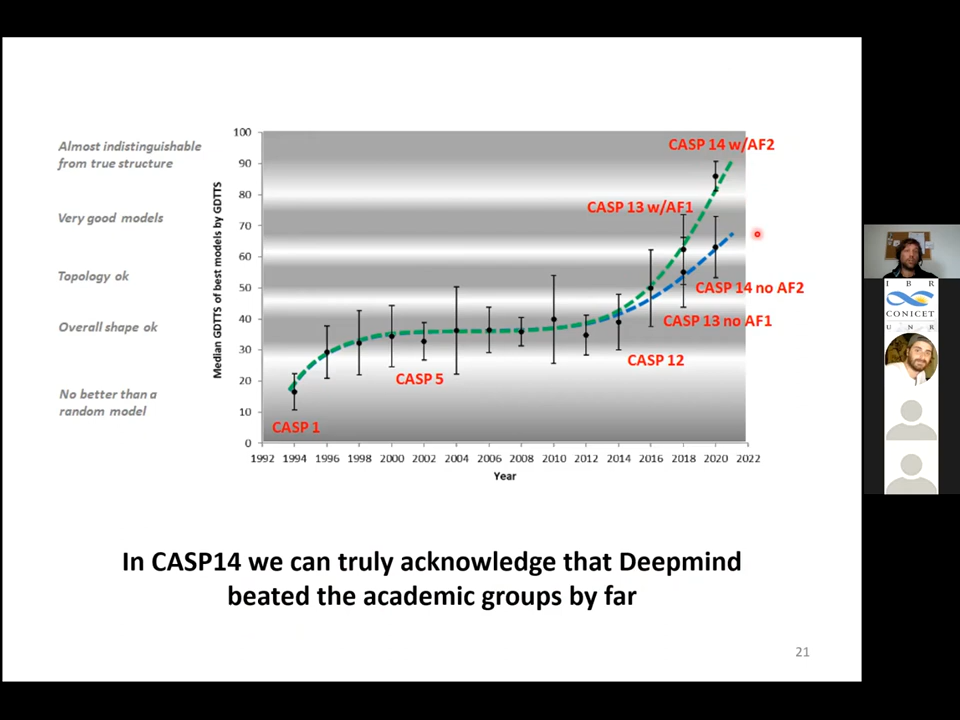 Almost indistinguishable
from true structure
Very good models
Topology ok
Overall shape ok
No better than a
random model
Median GDTTS of best models by GDTTS
100
90
80
70
60
50
40
30
20
10
0
CASP 14 w/AF2
CASP 13 w/AF1
CASP 14 no AF2
CASP 13 no AF1
CASP 12
CASP 5
CASP 1
1992 1994 1996 1998 2000 2002 2004 2006 2008 2010 2012 2014 2016 2018 2020 2022
Year
In CASP14 we can truly acknowledge that Deepmind
beated the academic groups by far
21
I B R
CONICET
U N R